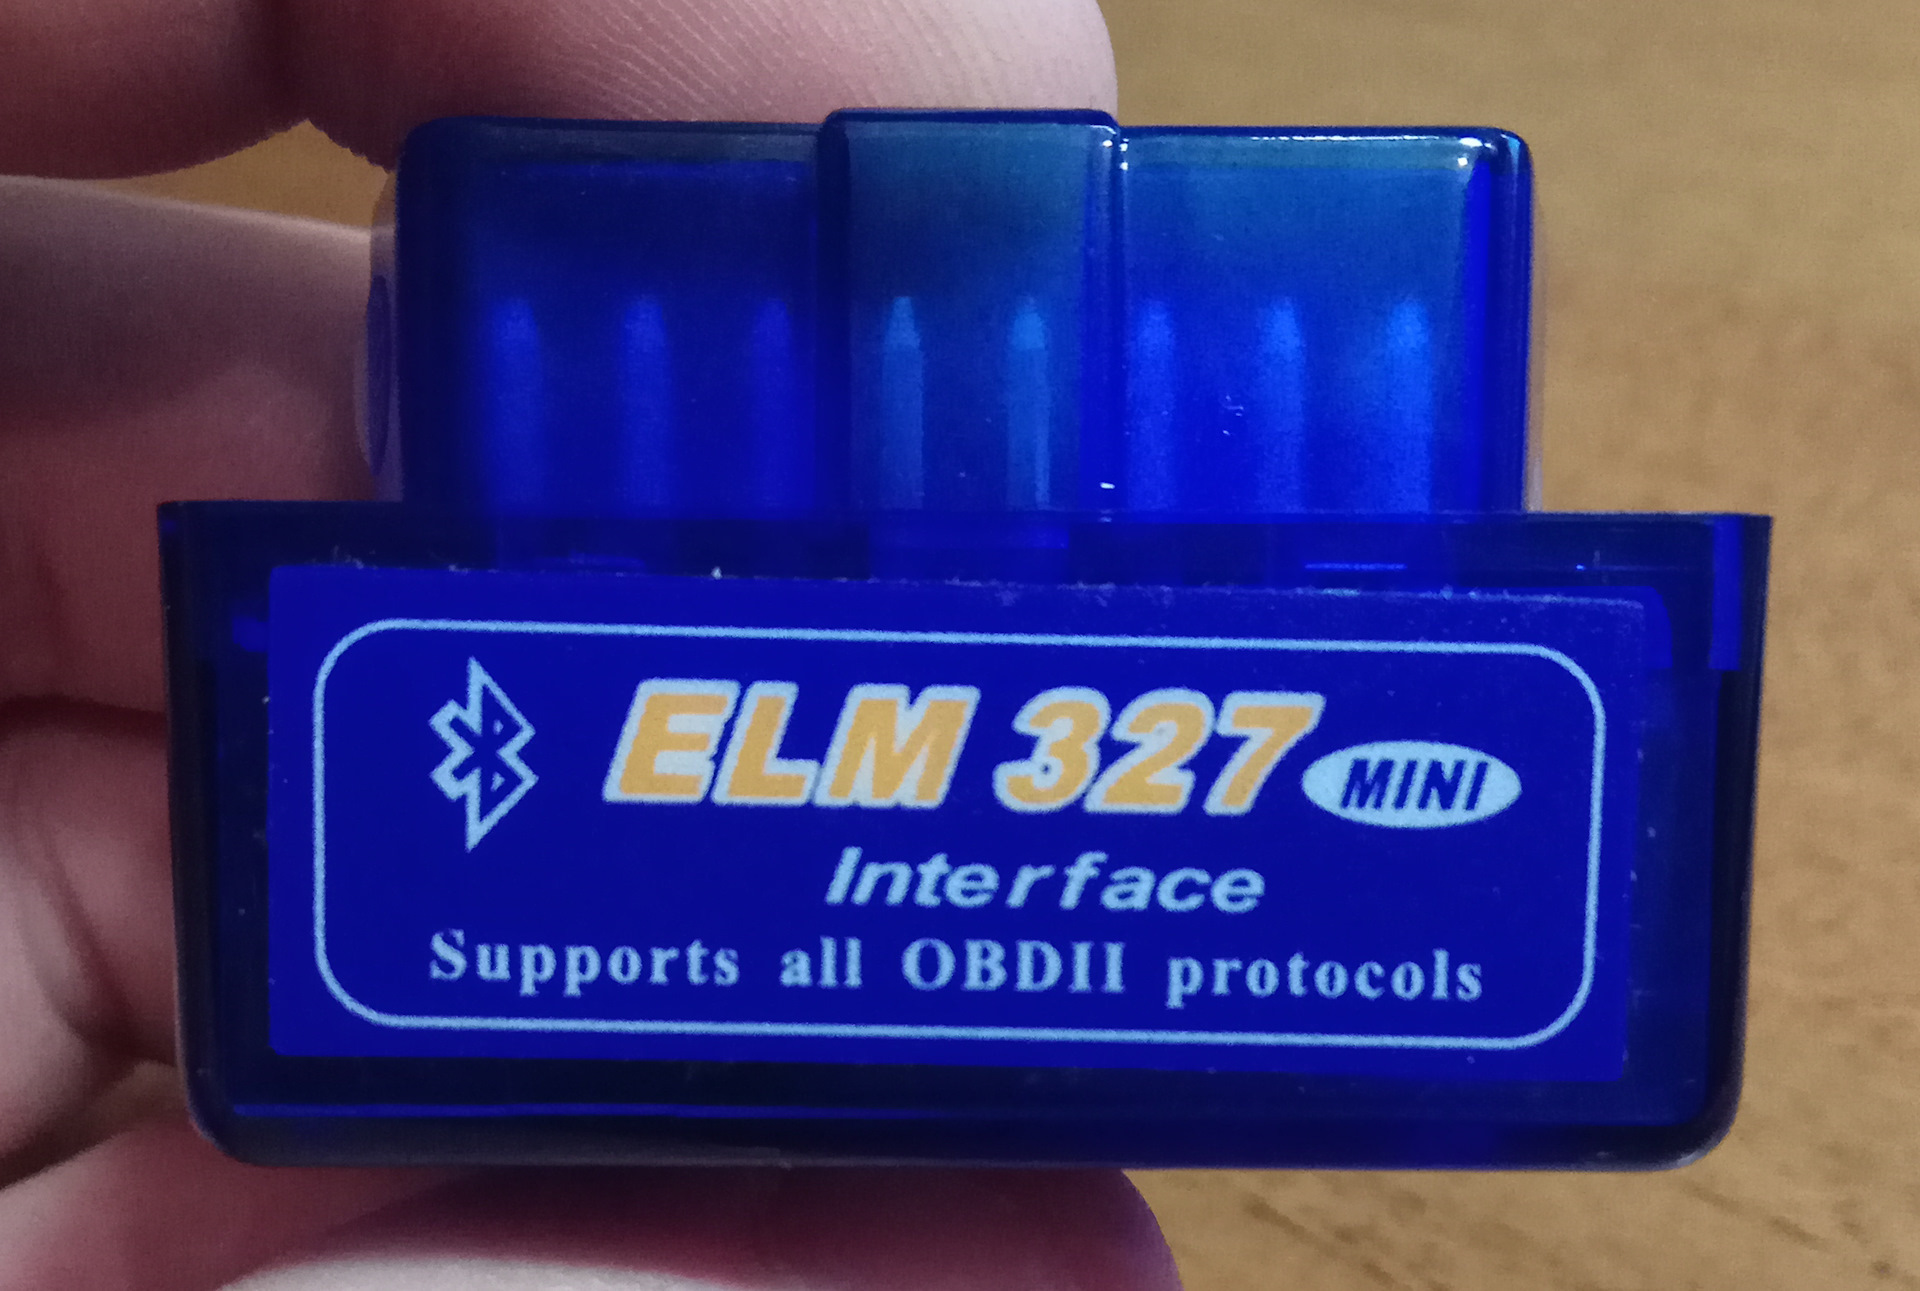 ELM 327 MINI
Interface
Supports all OBDII protocols